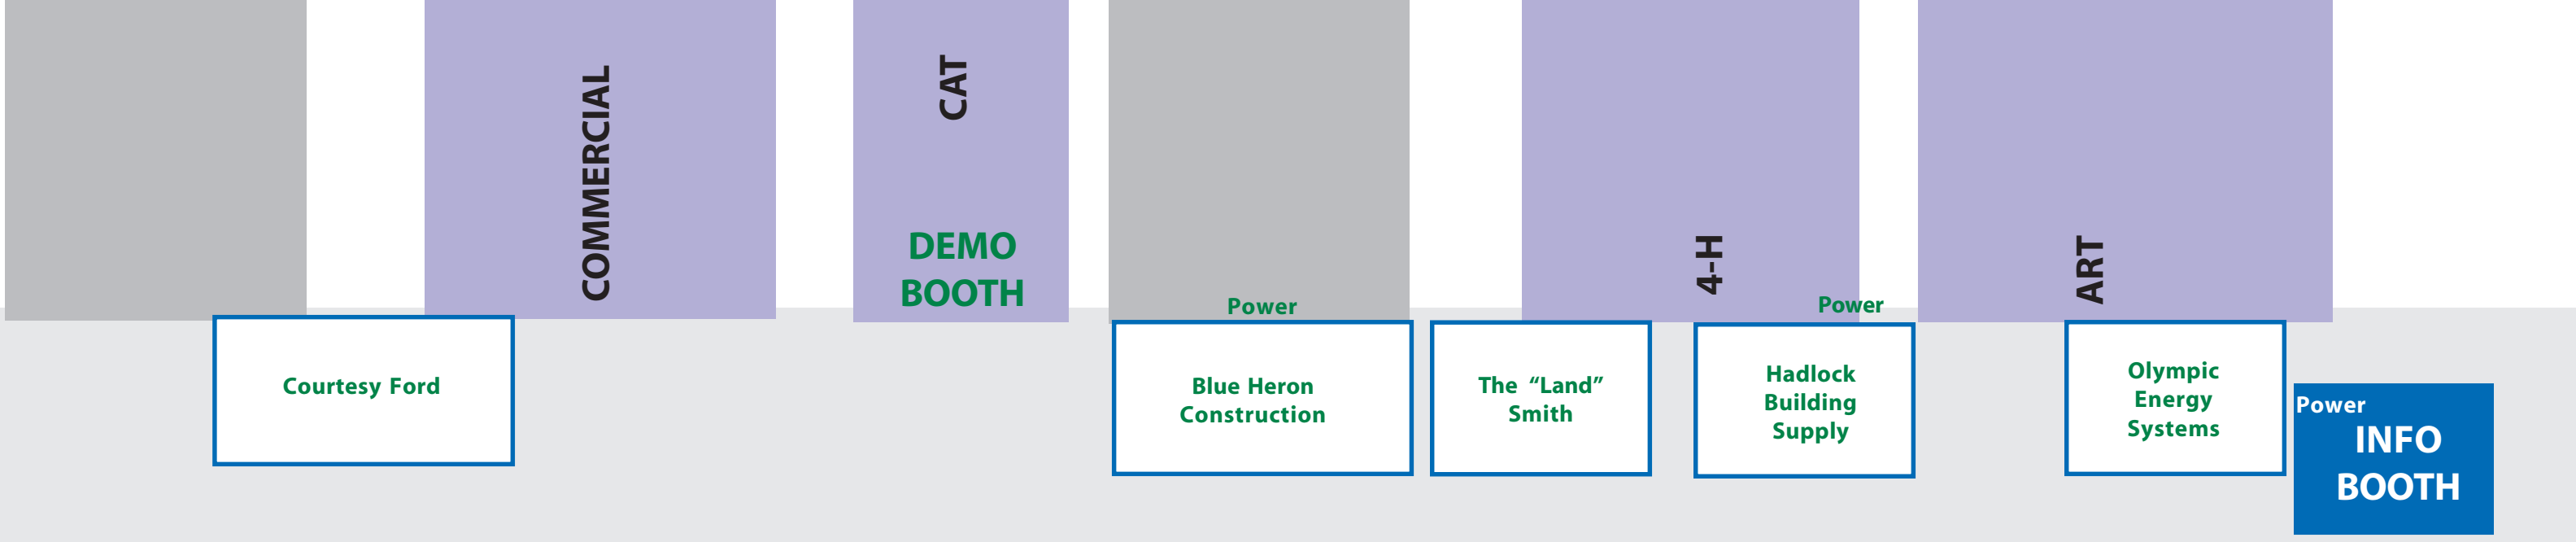 COMMERCIAL
CAT
DEMO
BOOTH
Power
4-H
Power
ART
Courtesy Ford
Blue Heron
Construction
The “Land”
Smith
Hadlock
Building
Supply
Olympic
Energy
Systems
Power
INFO
BOOTH